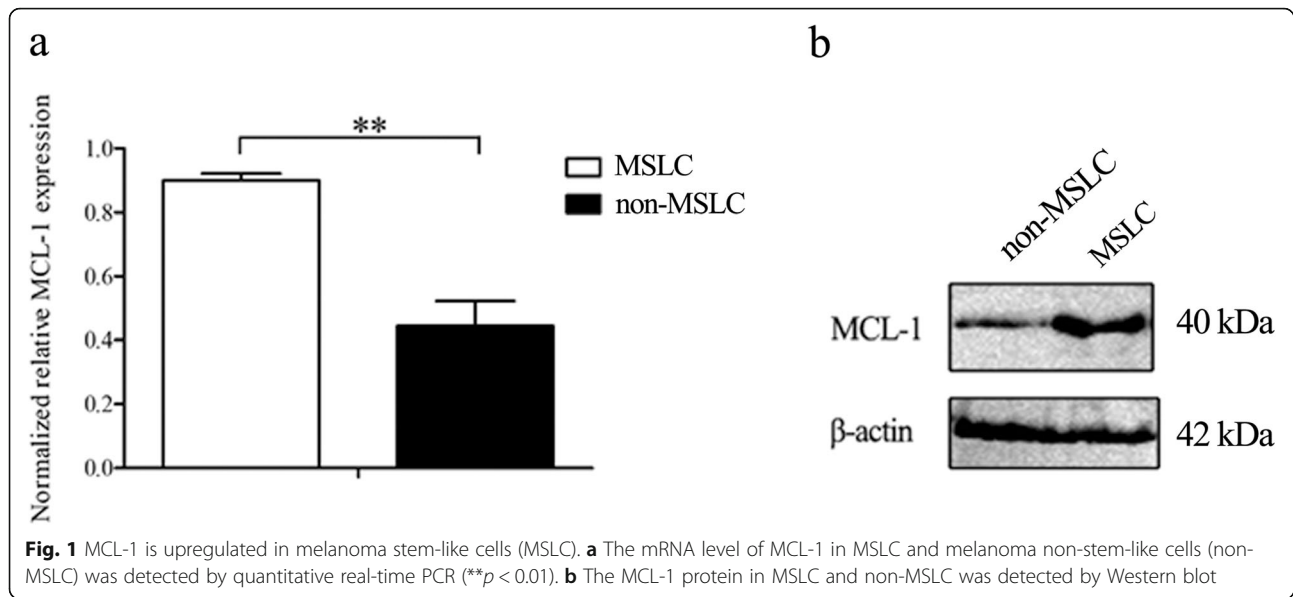 a
b
**
1.0
0.8
0.6
0.4
0.2
0.0
Normalized relative MCL-1 expression
MSLC
non-MSLC
non-MSLC
MSLC
MCL-1
40 kDa
β-actin
42 kDa
Fig. 1 MCL-1 is upregulated in melanoma stem-like cells (MSLC). a The mRNA level of MCL-1 in MSLC and melanoma non-stem-like cells (non-
MSLC) was detected by quantitative real-time PCR (**p < 0.01). b The MCL-1 protein in MSLC and non-MSLC was detected by Western blot